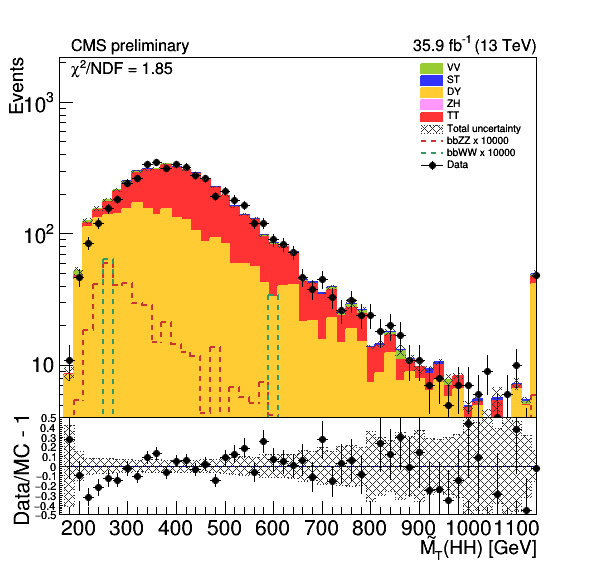 CMS preliminary 35.9 fb⁻¹ (13 TeV)
Events
χ²/NDF = 1.85
VV
ST
DY
ZH
TT
Total uncertainty
bbZZ x 10000
bbWW x 10000
Data
10³
10²
10
Data/MC - 1
0.5
0.4
0.3
0.2
0.1
0
-0.1
-0.2
-0.3
-0.4
-0.5
200 300 400 500 600 700 800 900 1000 1100
M̃_T(HH) [GeV]